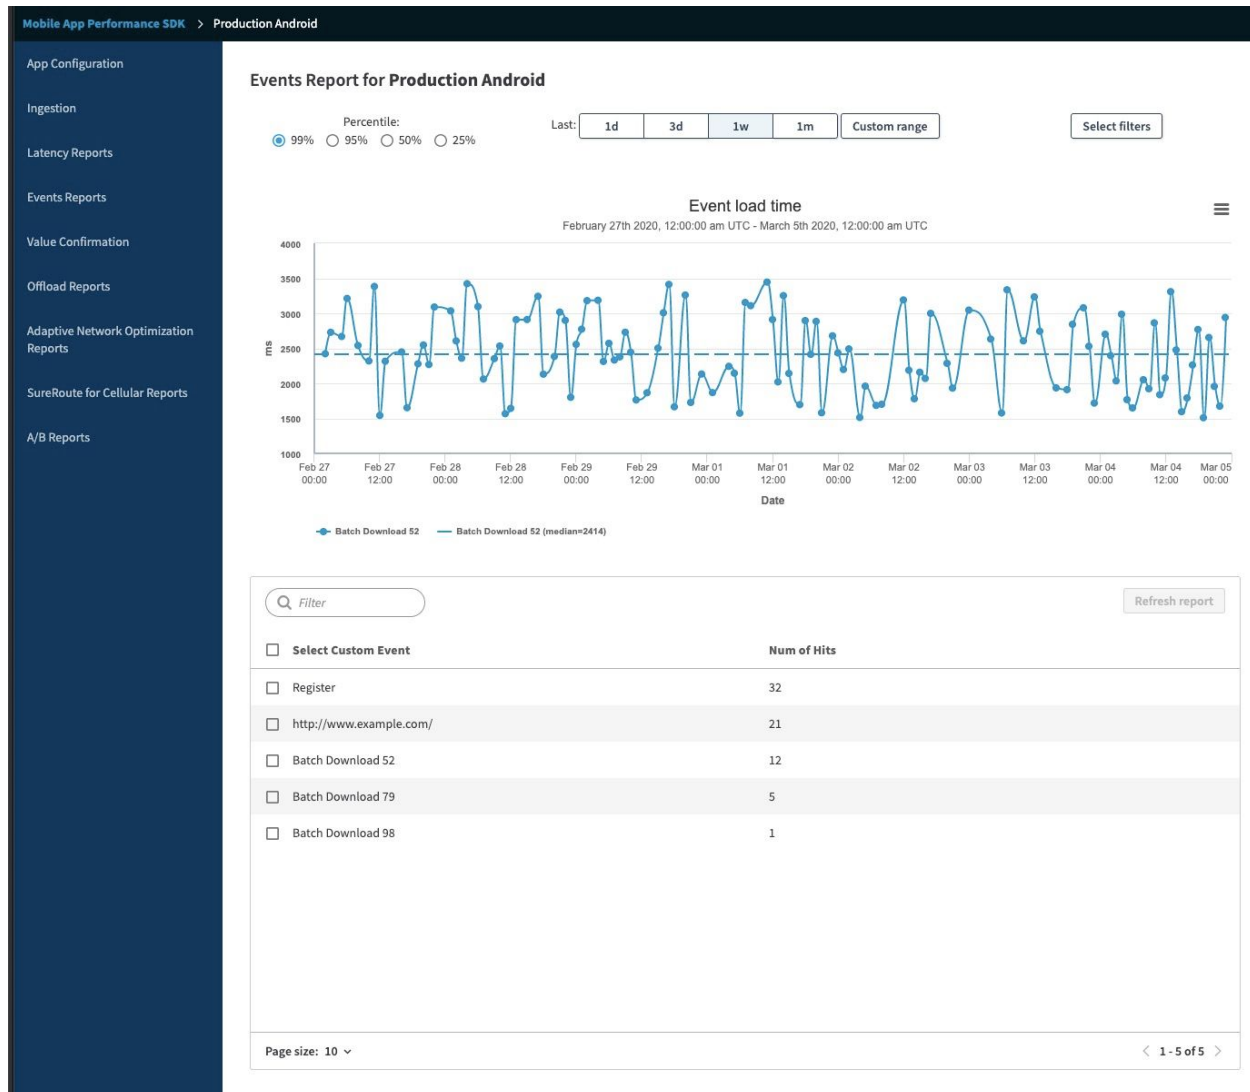 Mobile App Performance SDK > Production Android
App Configuration
Ingestion
Latency Reports
Events Reports
Value Confirmation
Offload Reports
Adaptive Network Optimization
Reports
SureRoute for Cellular Reports
A/B Reports
Events Report for Production Android
Percentile:
99% 95% 50% 25%
Last: 1d 3d 1w 1m Custom range
Select filters
Event load time
February 27th 2020, 12:00:00 am UTC - March 5th 2020, 12:00:00 am UTC
ms
4000
3500
3000
2500
2000
1500
1000
Feb 27 Feb 27 Feb 28 Feb 28 Feb 29 Feb 29 Mar 01 Mar 01 Mar 02 Mar 02 Mar 03 Mar 03 Mar 04 Mar 04 Mar 05
00:00 12:00 00:00 12:00 00:00 12:00 00:00 12:00 00:00 12:00 00:00 12:00 00:00 12:00 00:00
Date
Batch Download 52 Batch Download 52 (median=2414)
Filter
Refresh report
Select Custom Event Num of Hits
Register 32
http://www.example.com/ 21
Batch Download 52 12
Batch Download 79 5
Batch Download 98 1
Page size: 10
< 1 - 5 of 5 >